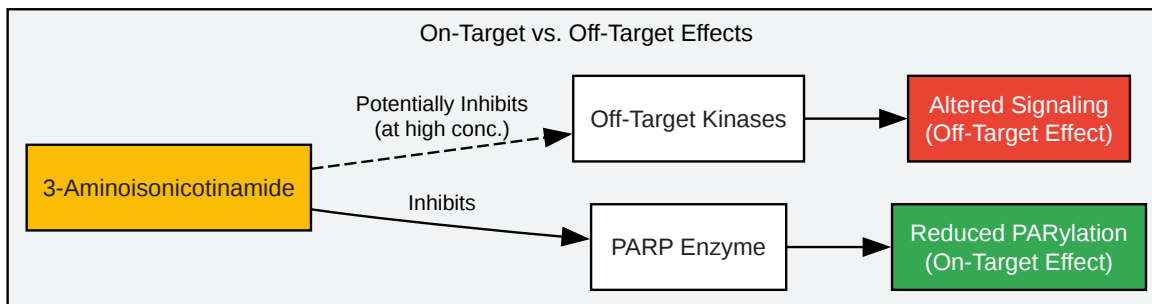 On-Target vs. Off-Target Effects
Potentially Inhibits
(at high conc.)
Off-Target Kinases
Altered Signaling
(Off-Target Effect)
3-Aminoisonicotinamide
Inhibits
PARP Enzyme
Reduced PARylation
(On-Target Effect)